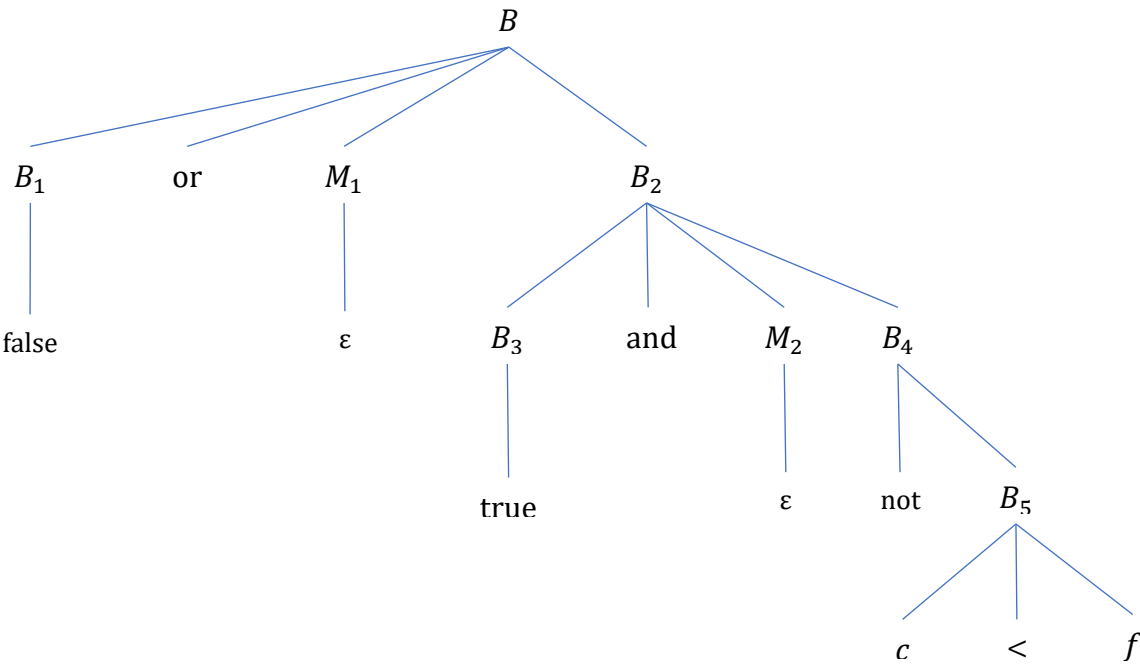 B
B₁ or M₁ B₂
false ε B₃ and M₂ B₄
true ε not B₅
c < f